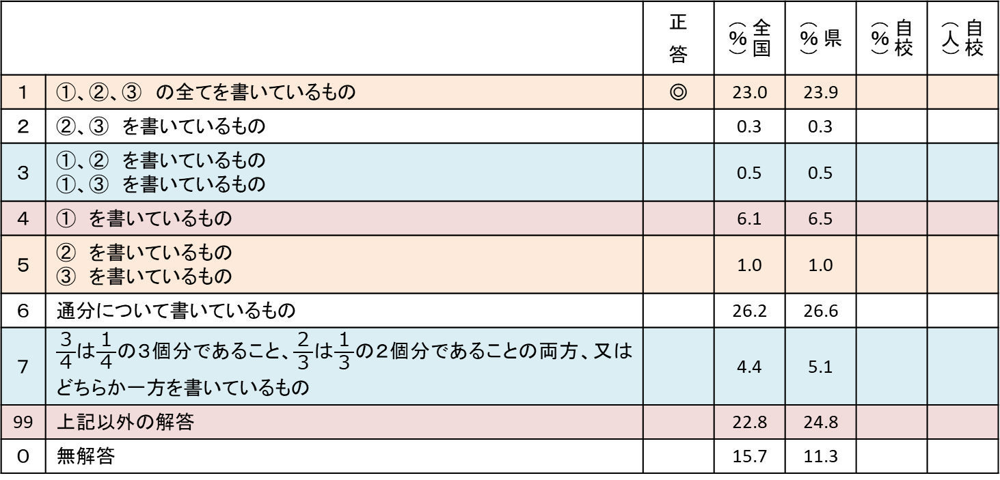 正答 全国（％） 県（％） 自校（％） 自校（人）
1 ①、②、③　の全てを書いているもの ◎ 23.0 23.9
2 ②、③　を書いているもの 0.3 0.3
3 ①、②　を書いているもの 0.5 0.5
①、③　を書いているもの
4 ①　を書いているもの 6.1 6.5
5 ②　を書いているもの 1.0 1.0
③　を書いているもの
6 通分について書いているもの 26.2 26.6
7 3/4は1/4の３個分であること、2/3は1/3の２個分であることの両方、又は 4.4 5.1
どちらか一方を書いているもの
99 上記以外の解答 22.8 24.8
0 無解答 15.7 11.3